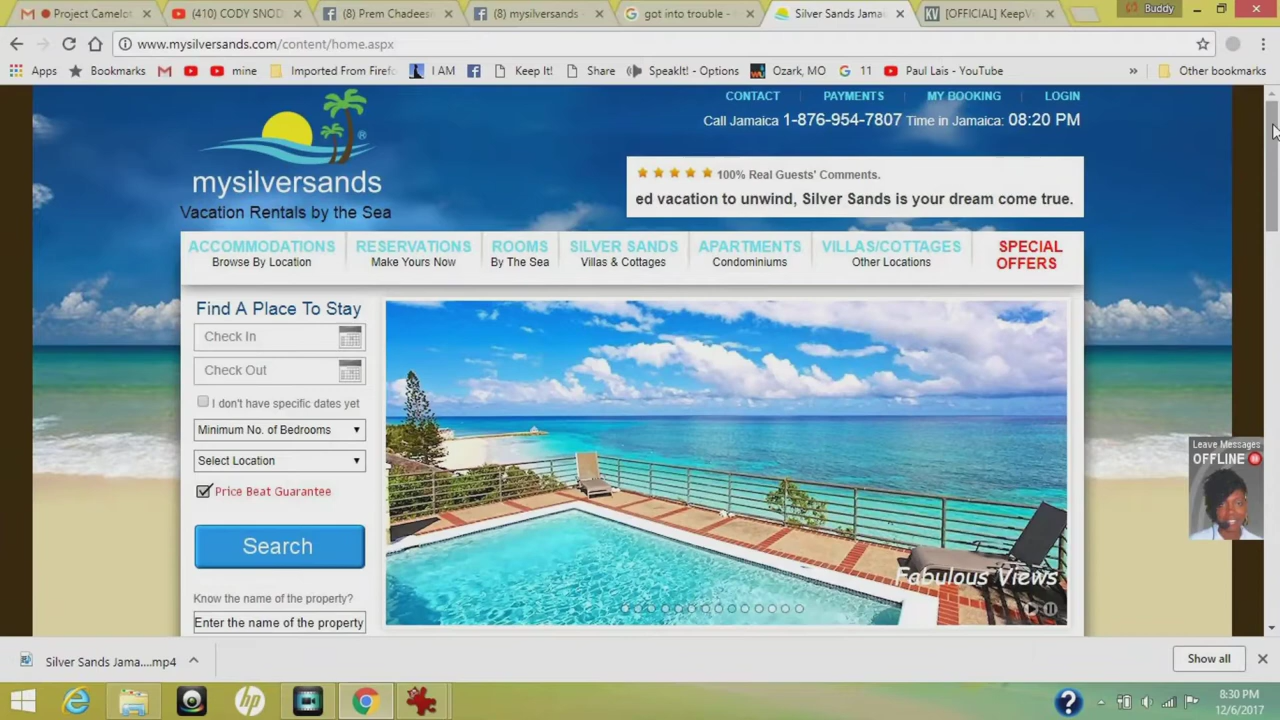 Project Camelot
(410) CODY SNOD
(8) Prem Chadees
(8) mysilversands
got into trouble -
Silver Sands Jama
[OFFICIAL] KeepVi
Buddy
www.mysilversands.com/content/home.aspx
Apps
Bookmarks
mine
Imported From Firef
I AM
Keep It!
Share
SpeakIt! - Options
Ozark, MO
11
Paul Lais - YouTube
»
Other bookmarks
CONTACT
PAYMENTS
MY BOOKING
LOGIN
Call Jamaica 1-876-954-7807 Time in Jamaica: 08:20 PM
mysilversands
®
Vacation Rentals by the Sea
100% Real Guests' Comments.
ed vacation to unwind, Silver Sands is your dream come true.
ACCOMMODATIONS
Browse By Location
RESERVATIONS
Make Yours Now
ROOMS
By The Sea
SILVER SANDS
Villas & Cottages
APARTMENTS
Condominiums
VILLAS/COTTAGES
Other Locations
SPECIAL
OFFERS
Find A Place To Stay
Check In
Check Out
I don't have specific dates yet
Minimum No. of Bedrooms
Select Location
Price Beat Guarantee
Search
Know the name of the property?
Enter the name of the property
Fabulous Views
Leave Messages
OFFLINE
Silver Sands Jama....mp4
Show all
8:30 PM
12/6/2017